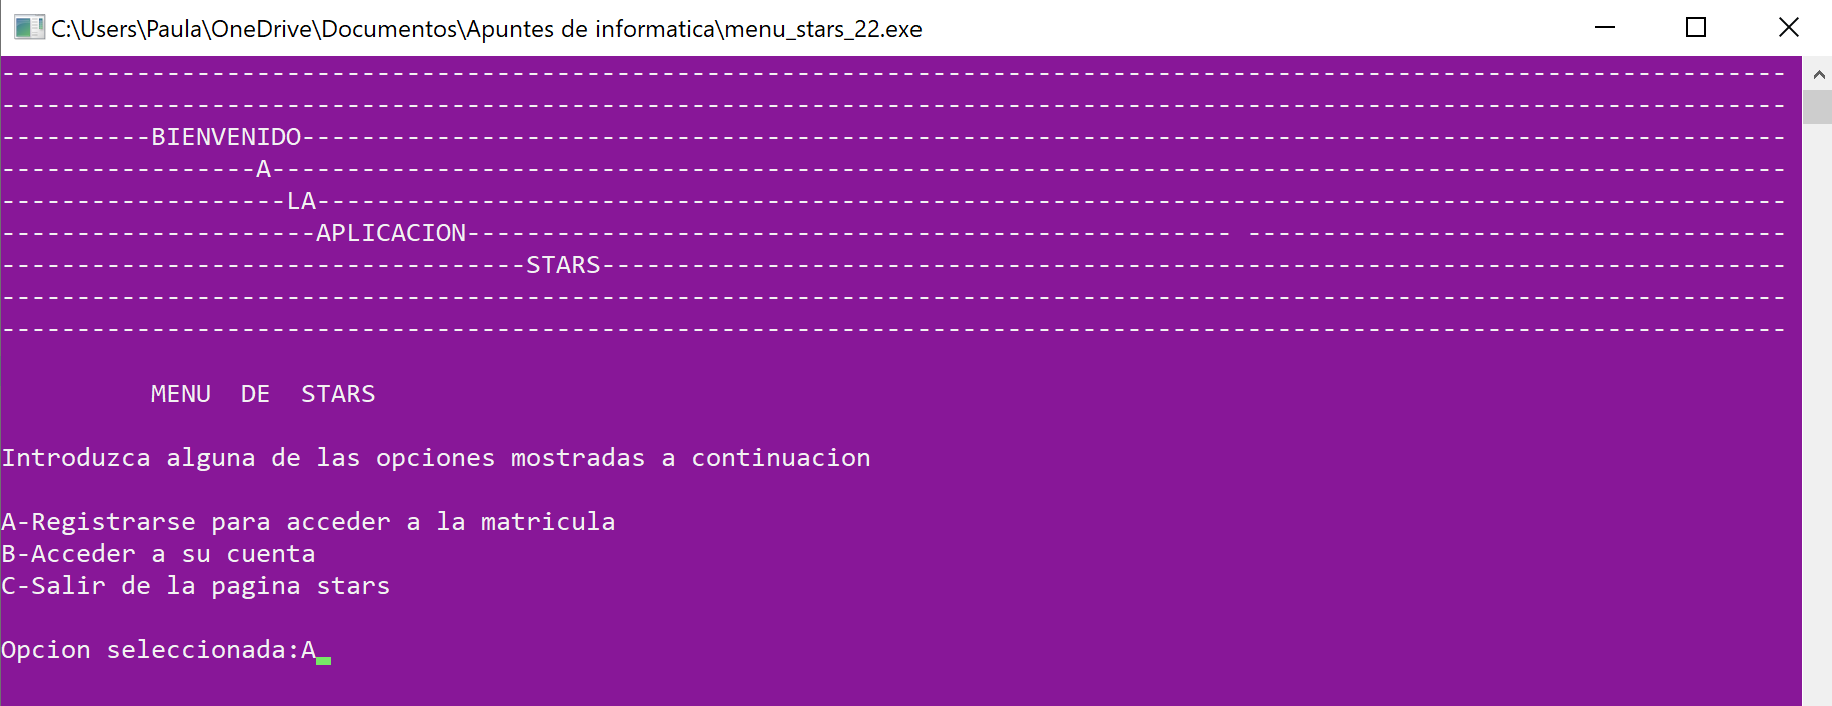 C:\Users\Paula\OneDrive\Documentos\Apuntes de informatica\menu_stars_22.exe
-----------------------------------------------------------------------------------------------------------------------
-----------------------------------------------------------------------------------------------------------------------
----------BIENVENIDO---------------------------------------------------------------------------------------------------
-----------------A-----------------------------------------------------------------------------------------------------
-------------------LA--------------------------------------------------------------------------------------------------
---------------------APLICACION--------------------------------------------------- ------------------------------------
-----------------------------------STARS-------------------------------------------------------------------------------
-----------------------------------------------------------------------------------------------------------------------
-----------------------------------------------------------------------------------------------------------------------
MENU  DE  STARS
Introduzca alguna de las opciones mostradas a continuacion
A-Registrarse para acceder a la matricula
B-Acceder a su cuenta
C-Salir de la pagina stars
Opcion seleccionada:A